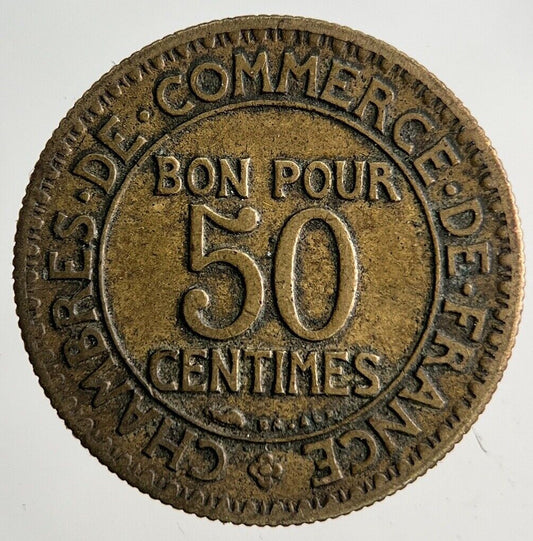 CHAMBRES·DE·COMMERCE·DE·FRANCE
BON POUR
50
CENTIMES